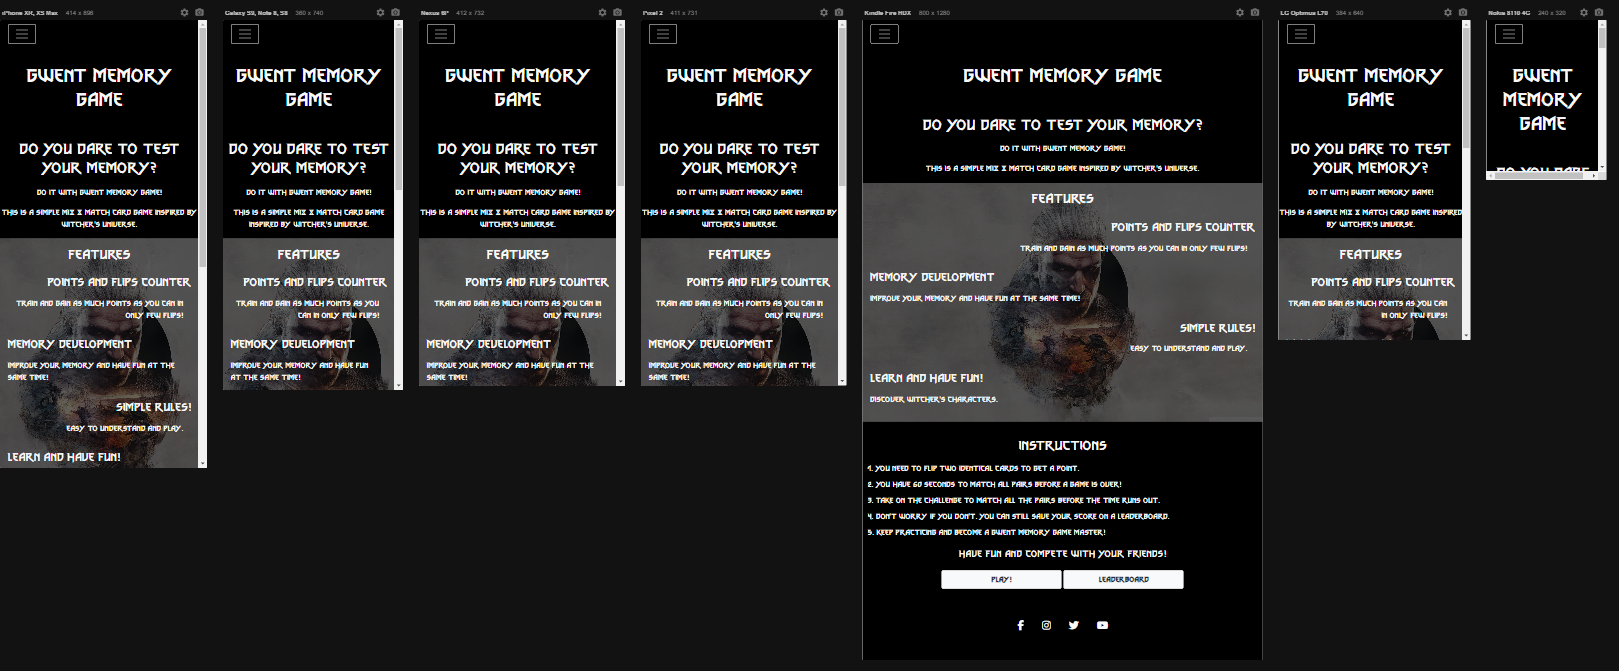 iPhone XR, XS Max 414 x 896
GWENT MEMORY
GAME
DO YOU DARE TO TEST
YOUR MEMORY?
DO IT WITH GWENT MEMORY GAME!
THIS IS A SIMPLE MIX & MATCH CARD GAME INSPIRED BY
WITCHER'S UNIVERSE.
FEATURES
POINTS AND FLIPS COUNTER
TRAIN AND GAIN AS MUCH POINTS AS YOU CAN IN
ONLY FEW FLIPS!
MEMORY DEVELOPMENT
IMPROVE YOUR MEMORY AND HAVE FUN AT THE
SAME TIME!
SIMPLE RULES!
EASY TO UNDERSTAND AND PLAY.
LEARN AND HAVE FUN!
Galaxy S9, Note 8, S8 360 x 740
GWENT MEMORY
GAME
DO YOU DARE TO TEST
YOUR MEMORY?
DO IT WITH GWENT MEMORY GAME!
THIS IS A SIMPLE MIX & MATCH CARD GAME
INSPIRED BY WITCHER'S UNIVERSE.
FEATURES
POINTS AND FLIPS COUNTER
TRAIN AND GAIN AS MUCH POINTS AS YOU
CAN IN ONLY FEW FLIPS!
MEMORY DEVELOPMENT
IMPROVE YOUR MEMORY AND HAVE FUN
AT THE SAME TIME!
Nexus 6P 412 x 732
GWENT MEMORY
GAME
DO YOU DARE TO TEST
YOUR MEMORY?
DO IT WITH GWENT MEMORY GAME!
THIS IS A SIMPLE MIX & MATCH CARD GAME INSPIRED BY
WITCHER'S UNIVERSE.
FEATURES
POINTS AND FLIPS COUNTER
TRAIN AND GAIN AS MUCH POINTS AS YOU CAN IN
ONLY FEW FLIPS!
MEMORY DEVELOPMENT
IMPROVE YOUR MEMORY AND HAVE FUN AT THE
SAME TIME!
Pixel 2 411 x 731
GWENT MEMORY
GAME
DO YOU DARE TO TEST
YOUR MEMORY?
DO IT WITH GWENT MEMORY GAME!
THIS IS A SIMPLE MIX & MATCH CARD GAME INSPIRED BY
WITCHER'S UNIVERSE.
FEATURES
POINTS AND FLIPS COUNTER
TRAIN AND GAIN AS MUCH POINTS AS YOU CAN IN
ONLY FEW FLIPS!
MEMORY DEVELOPMENT
IMPROVE YOUR MEMORY AND HAVE FUN AT THE
SAME TIME!
Kindle Fire HDX 800 x 1280
GWENT MEMORY GAME
DO YOU DARE TO TEST YOUR MEMORY?
DO IT WITH GWENT MEMORY GAME!
THIS IS A SIMPLE MIX & MATCH CARD GAME INSPIRED BY WITCHER'S UNIVERSE.
FEATURES
POINTS AND FLIPS COUNTER
TRAIN AND GAIN AS MUCH POINTS AS YOU CAN IN ONLY FEW FLIPS!
MEMORY DEVELOPMENT
IMPROVE YOUR MEMORY AND HAVE FUN AT THE SAME TIME!
SIMPLE RULES!
EASY TO UNDERSTAND AND PLAY.
LEARN AND HAVE FUN!
DISCOVER WITCHER'S CHARACTERS.
INSTRUCTIONS
1. YOU NEED TO FLIP TWO IDENTICAL CARDS TO GET A POINT.
2. YOU HAVE 60 SECONDS TO MATCH ALL PAIRS BEFORE A GAME IS OVER!
3. TAKE ON THE CHALLENGE TO MATCH ALL THE PAIRS BEFORE THE TIME RUNS OUT.
4. DON'T WORRY IF YOU DON'T. YOU CAN STILL SAVE YOUR SCORE ON A LEADERBOARD.
5. KEEP PRACTICING AND BECOME A GWENT MEMORY GAME MASTER!
HAVE FUN AND COMPETE WITH YOUR FRIENDS!
PLAY!
LEADERBOARD
LG Optimus L70 384 x 640
GWENT MEMORY
GAME
DO YOU DARE TO TEST
YOUR MEMORY?
DO IT WITH GWENT MEMORY GAME!
THIS IS A SIMPLE MIX & MATCH CARD GAME INSPIRED
BY WITCHER'S UNIVERSE.
FEATURES
POINTS AND FLIPS COUNTER
TRAIN AND GAIN AS MUCH POINTS AS YOU CAN
IN ONLY FEW FLIPS!
Nokia 8110 4G 240 x 320
GWENT
MEMORY
GAME
DO YOU DARE